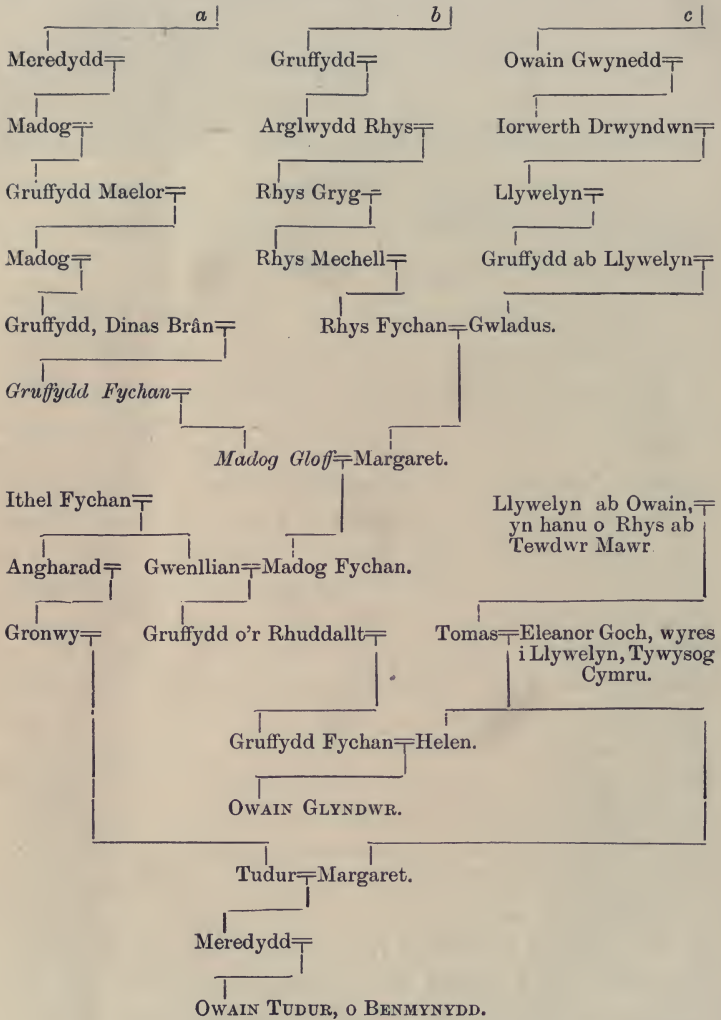 a b c
Meredydd Gruffydd Owain Gwynedd
Madog Arglwydd Rhys Iorwerth Drwyndwn
Gruffydd Maelor Rhys Gryg Llywelyn
Madog Rhys Mechell Gruffydd ab Llywelyn
Gruffydd, Dinas Brân Rhys Fychan Gwladus.
Gruffydd Fychan
Madog Gloff Margaret.
Ithel Fychan
Llywelyn ab Owain,
yn hanu o Rhys ab
Tewdwr Mawr
Angharad Gwenllian Madog Fychan.
Gronwy Gruffydd o'r Rhuddallt
Tomas Eleanor Goch, wyres
i Llywelyn, Tywysog
Cymru.
Gruffydd Fychan Helen.
OWAIN GLYNDWR.
Tudur Margaret.
Meredydd
OWAIN TUDUR, O BENMYNYDD.